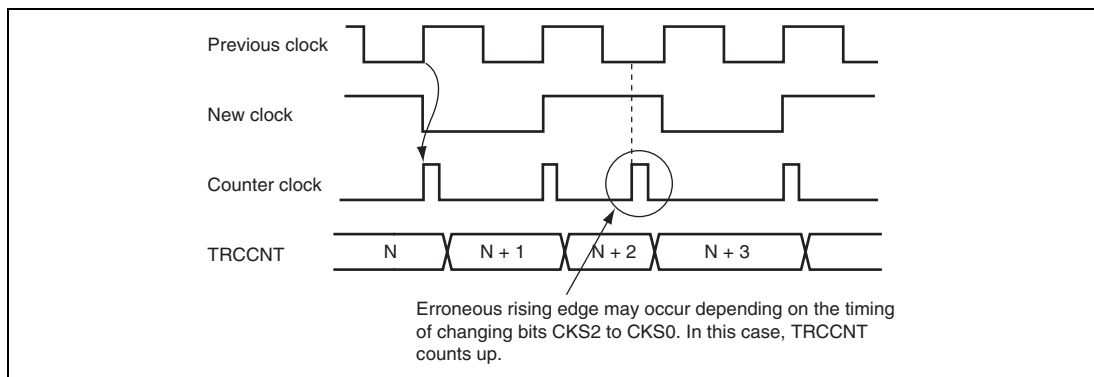 Previous clock
New clock
Counter clock
TRCCNT
N
N + 1
N + 2
N + 3
Erroneous rising edge may occur depending on the timing
of changing bits CKS2 to CKS0. In this case, TRCCNT
counts up.